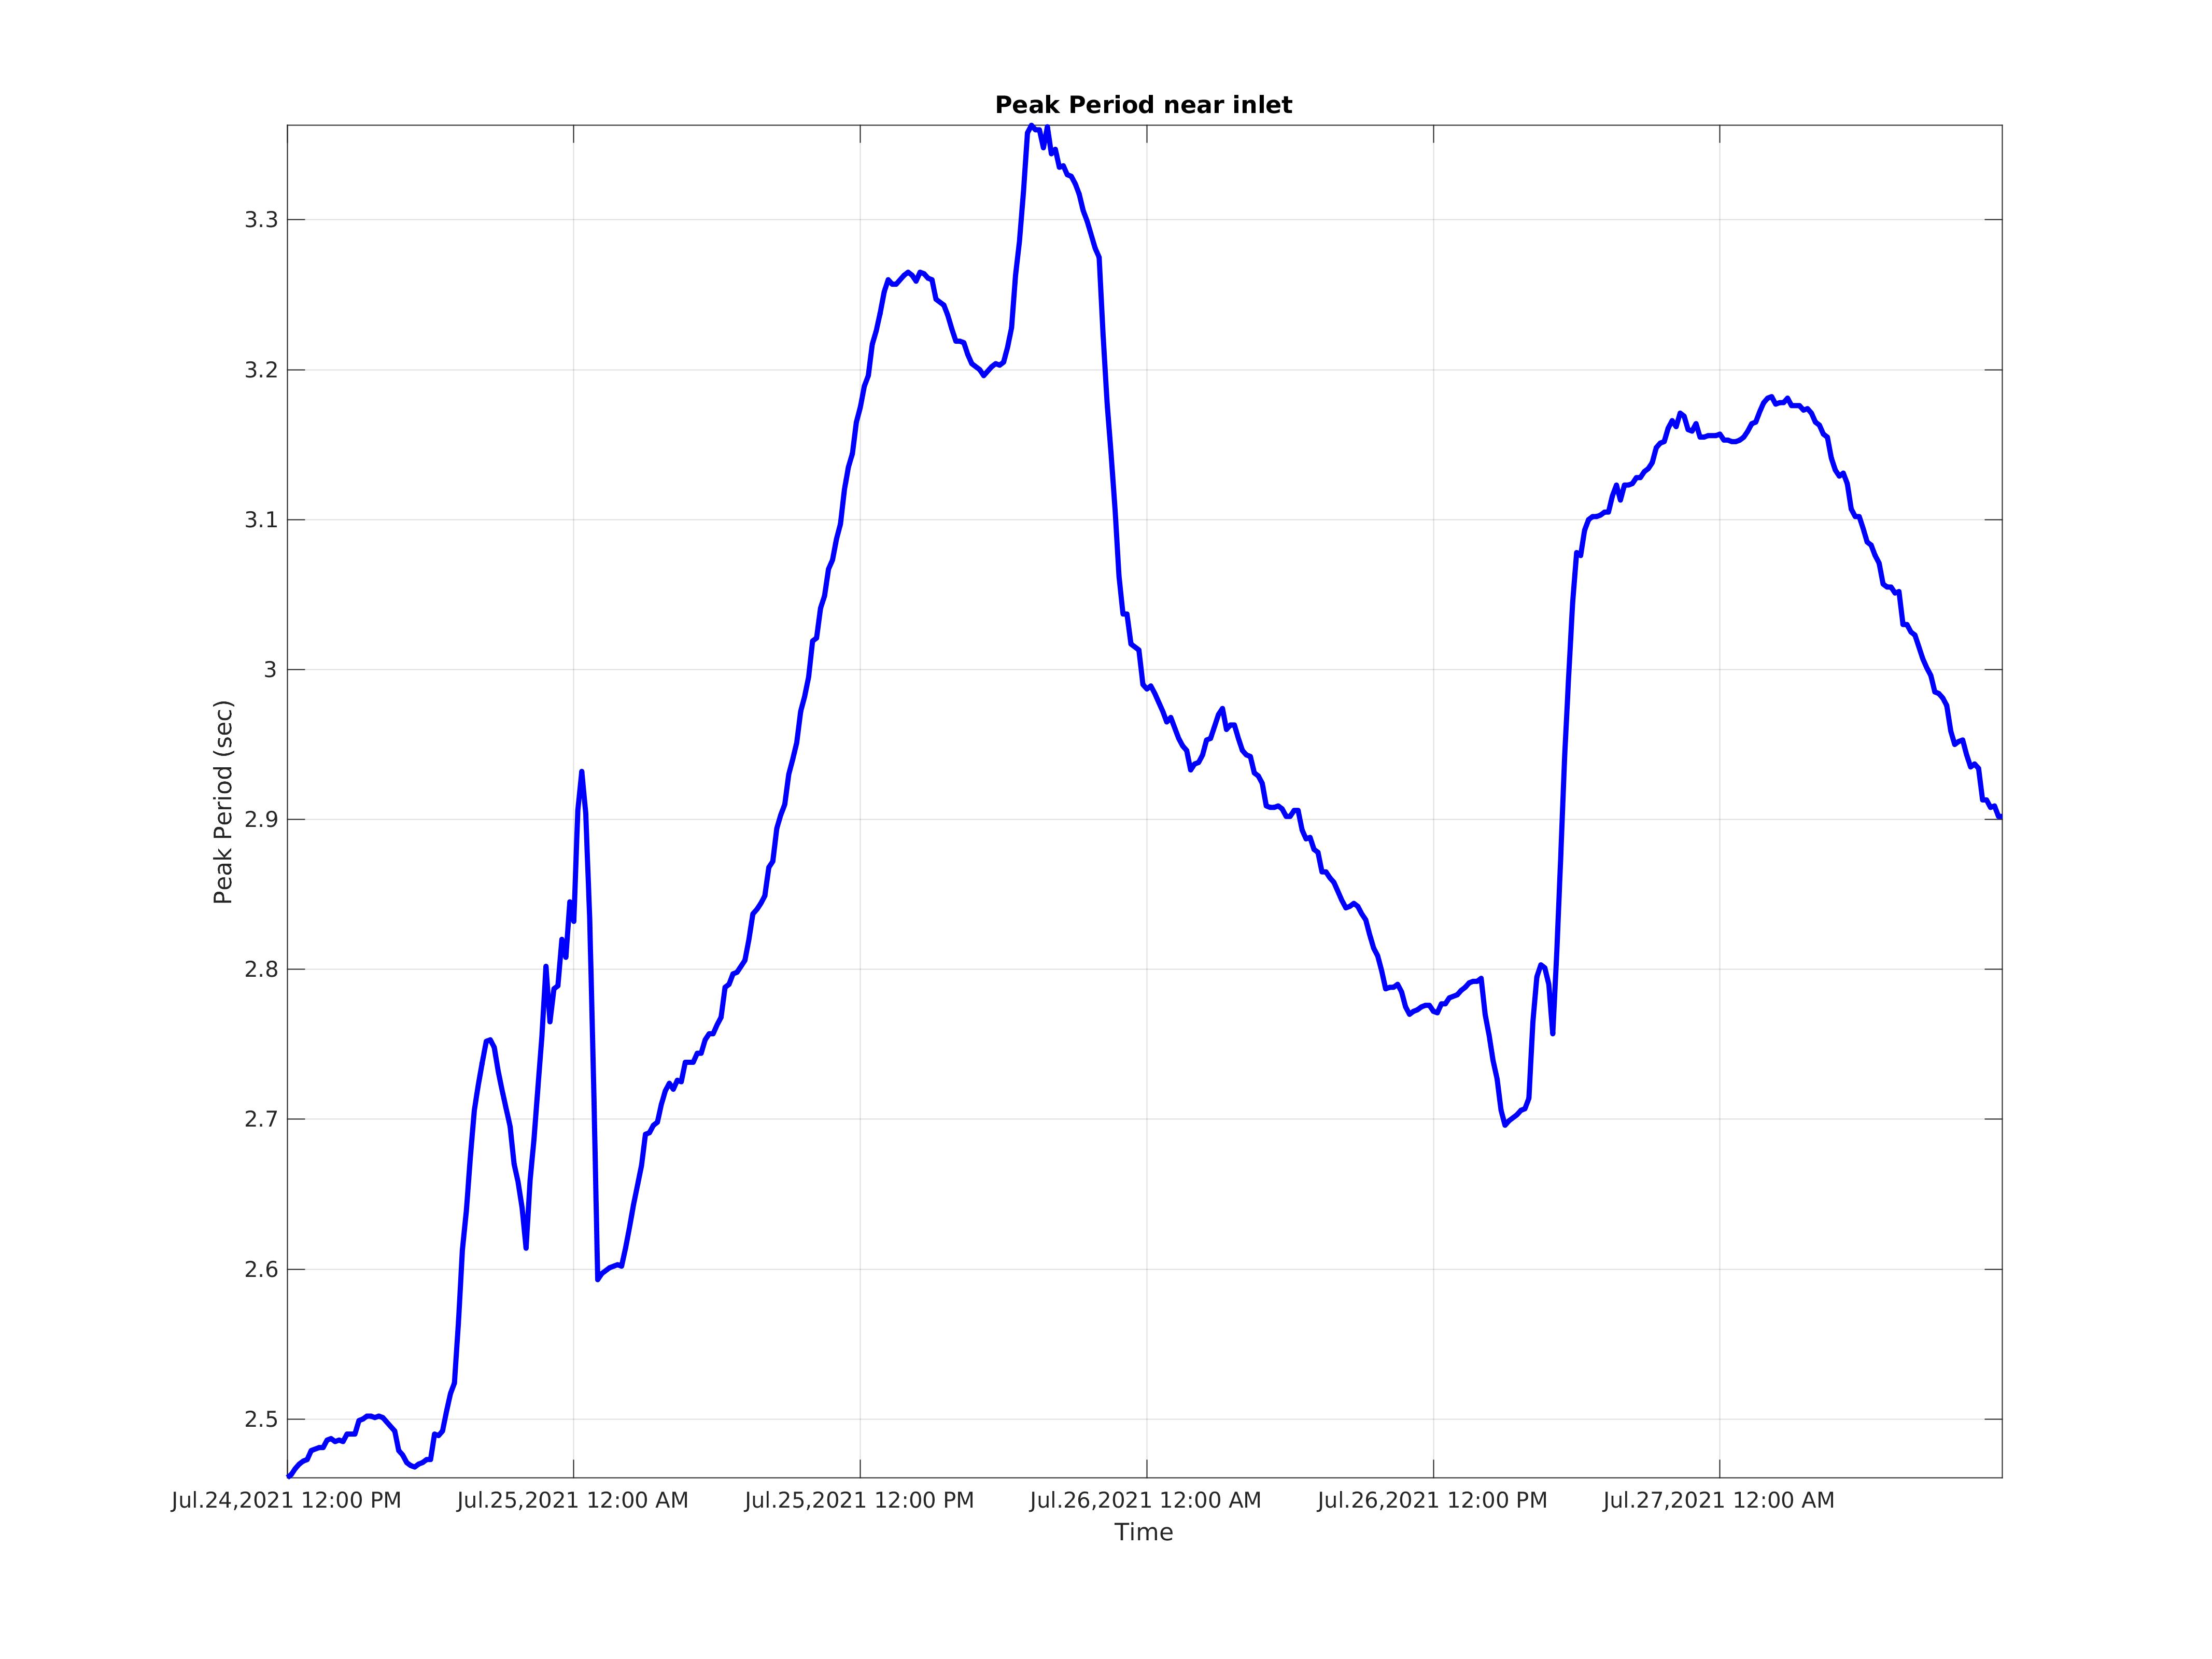 Peak Period near inlet
3.3
3.2
3.1
3
2.9
2.8
2.7
2.6
2.5
Peak Period (sec)
Jul.24,2021 12:00 PM Jul.25,2021 12:00 AM Jul.25,2021 12:00 PM Jul.26,2021 12:00 AM Jul.26,2021 12:00 PM Jul.27,2021 12:00 AM
Time